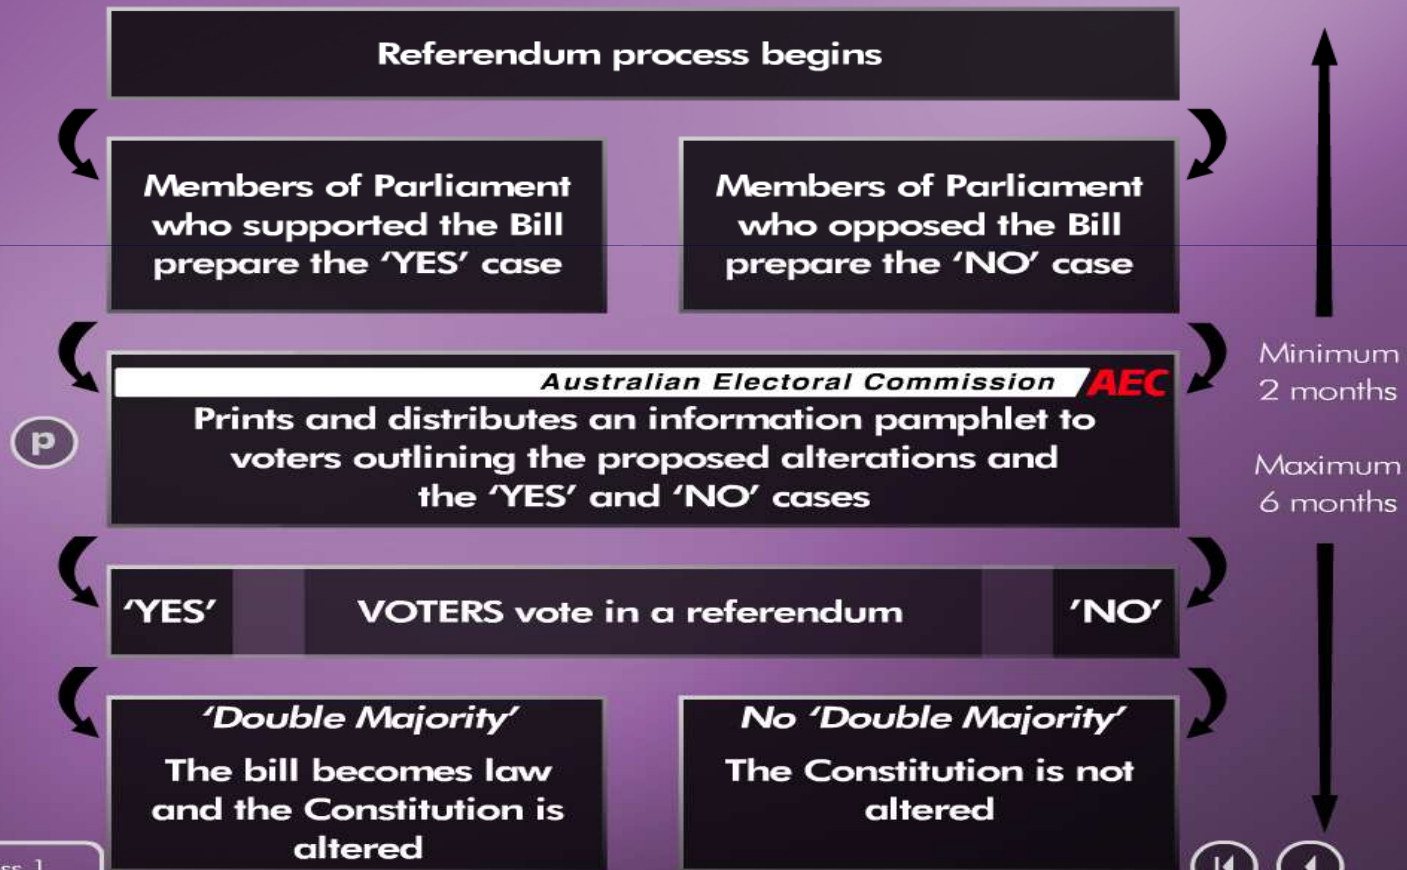 Referendum process begins
Members of Parliament
who supported the Bill
prepare the ‘YES’ case
Members of Parliament
who opposed the Bill
prepare the ‘NO’ case
Minimum
2 months
Australian Electoral Commission AEC
Prints and distributes an information pamphlet to
voters outlining the proposed alterations and
the ‘YES’ and ‘NO’ cases
p
Maximum
6 months
‘YES’
VOTERS vote in a referendum
’NO’
‘Double Majority’
The bill becomes law
and the Constitution is
altered
No ‘Double Majority’
The Constitution is not
altered